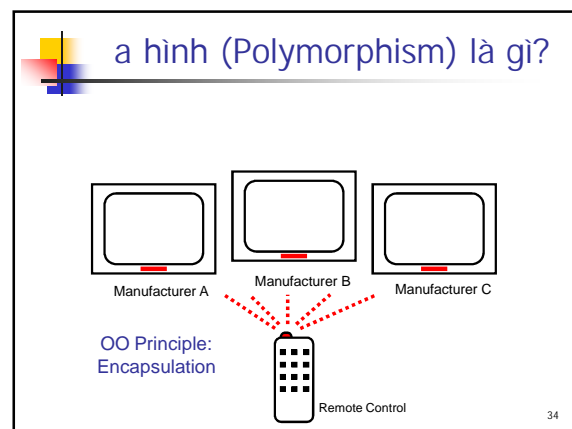 a hình (Polymorphism) là gì?
Manufacturer A
Manufacturer B
Manufacturer C
OO Principle:
Encapsulation
Remote Control
34